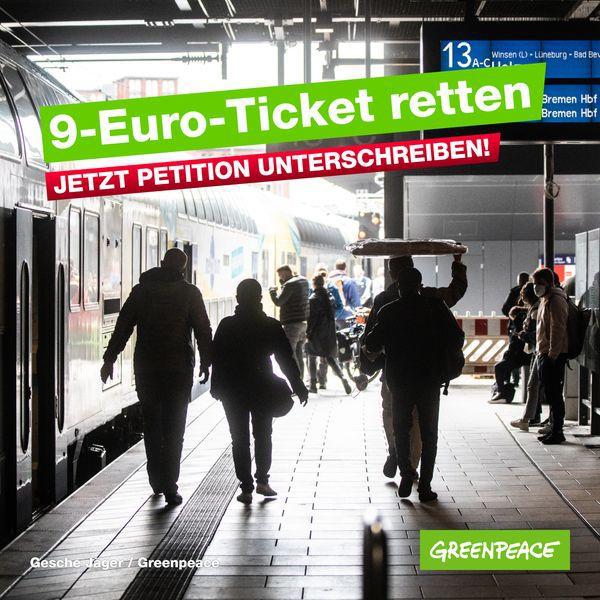 13 A-C
Winsen (L) - Lüneburg - Bad Bev
9-Euro-Ticket retten
Bremen Hbf
Bremen Hbf
JETZT PETITION UNTERSCHREIBEN!
Gesche Jäger / Greenpeace
GREENPEACE